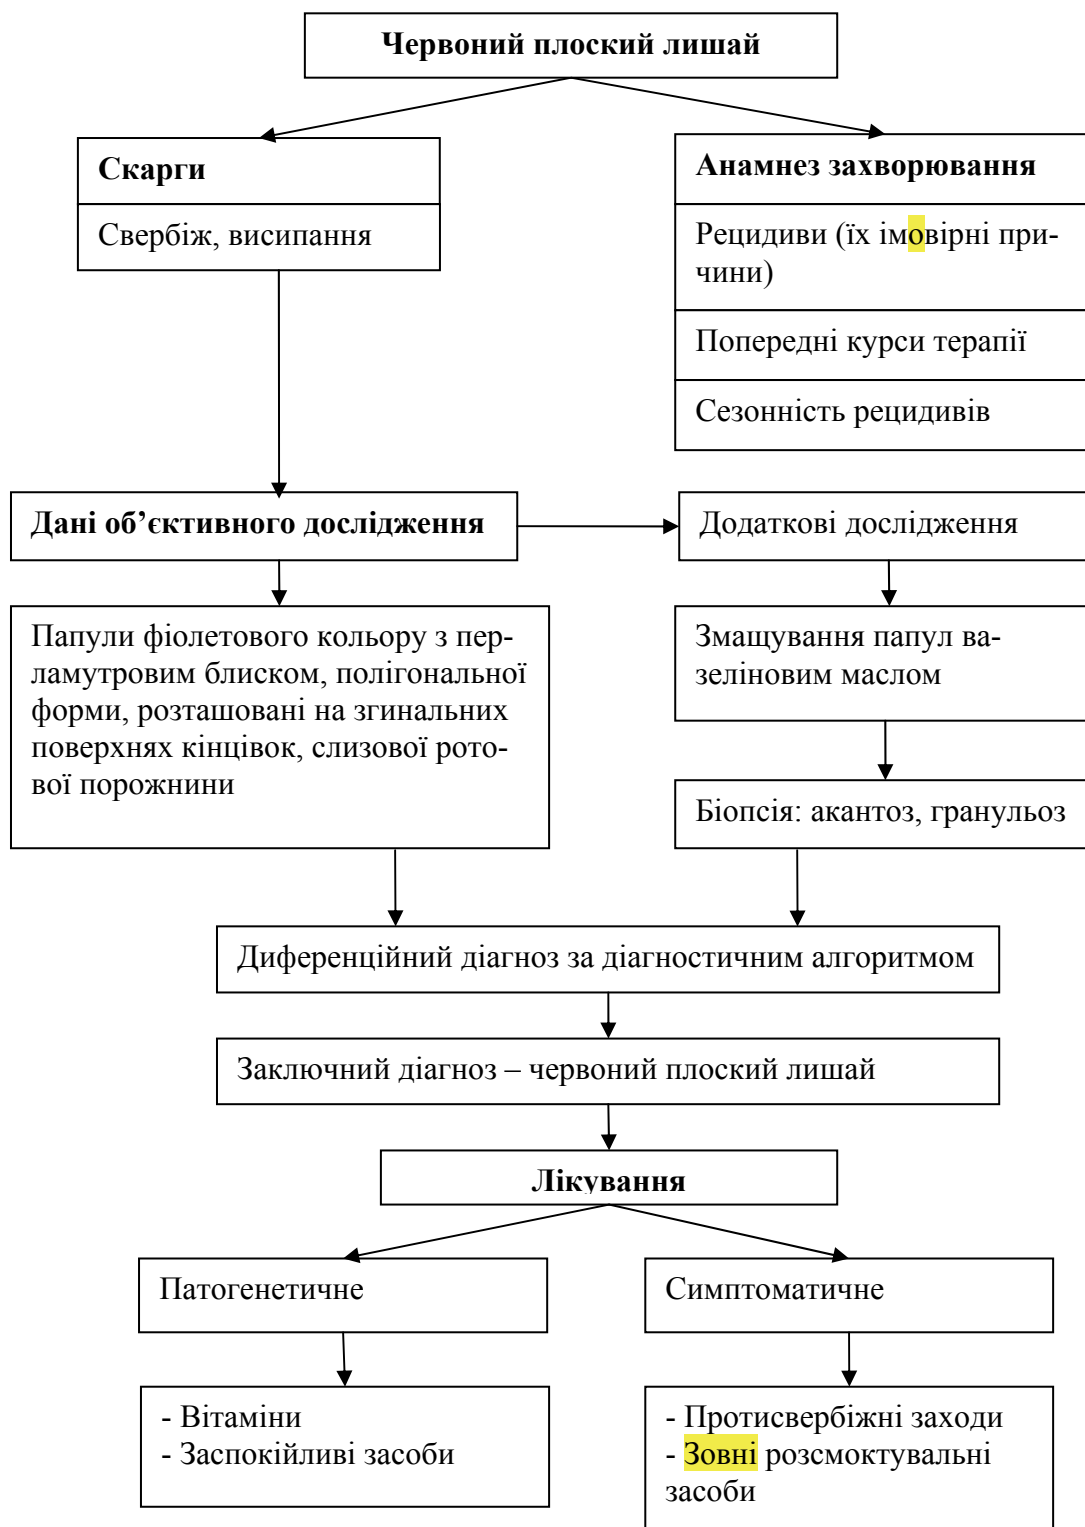 Червоний плоский лишай
Скарги
Свербіж, висипання
Анамнез захворювання
Рецидиви (їх імовірні при-
чини)
Попередні курси терапії
Сезонність рецидивів
Дані об’єктивного дослідження
Додаткові дослідження
Папули фіолетового кольору з пер-
ламутровим блиском, полігональної
форми, розташовані на згинальних
поверхнях кінцівок, слизової рото-
вої порожнини
Змащування папул ва-
зеліновим маслом
Біопсія: акантоз, гранульоз
Диференційний діагноз за діагностичним алгоритмом
Заключний діагноз – червоний плоский лишай
Лікування
Патогенетичне
Симптоматичне
- Вітаміни
- Заспокійливі засоби
- Протисвербіжні заходи
- Зовні розсмоктувальні
засоби